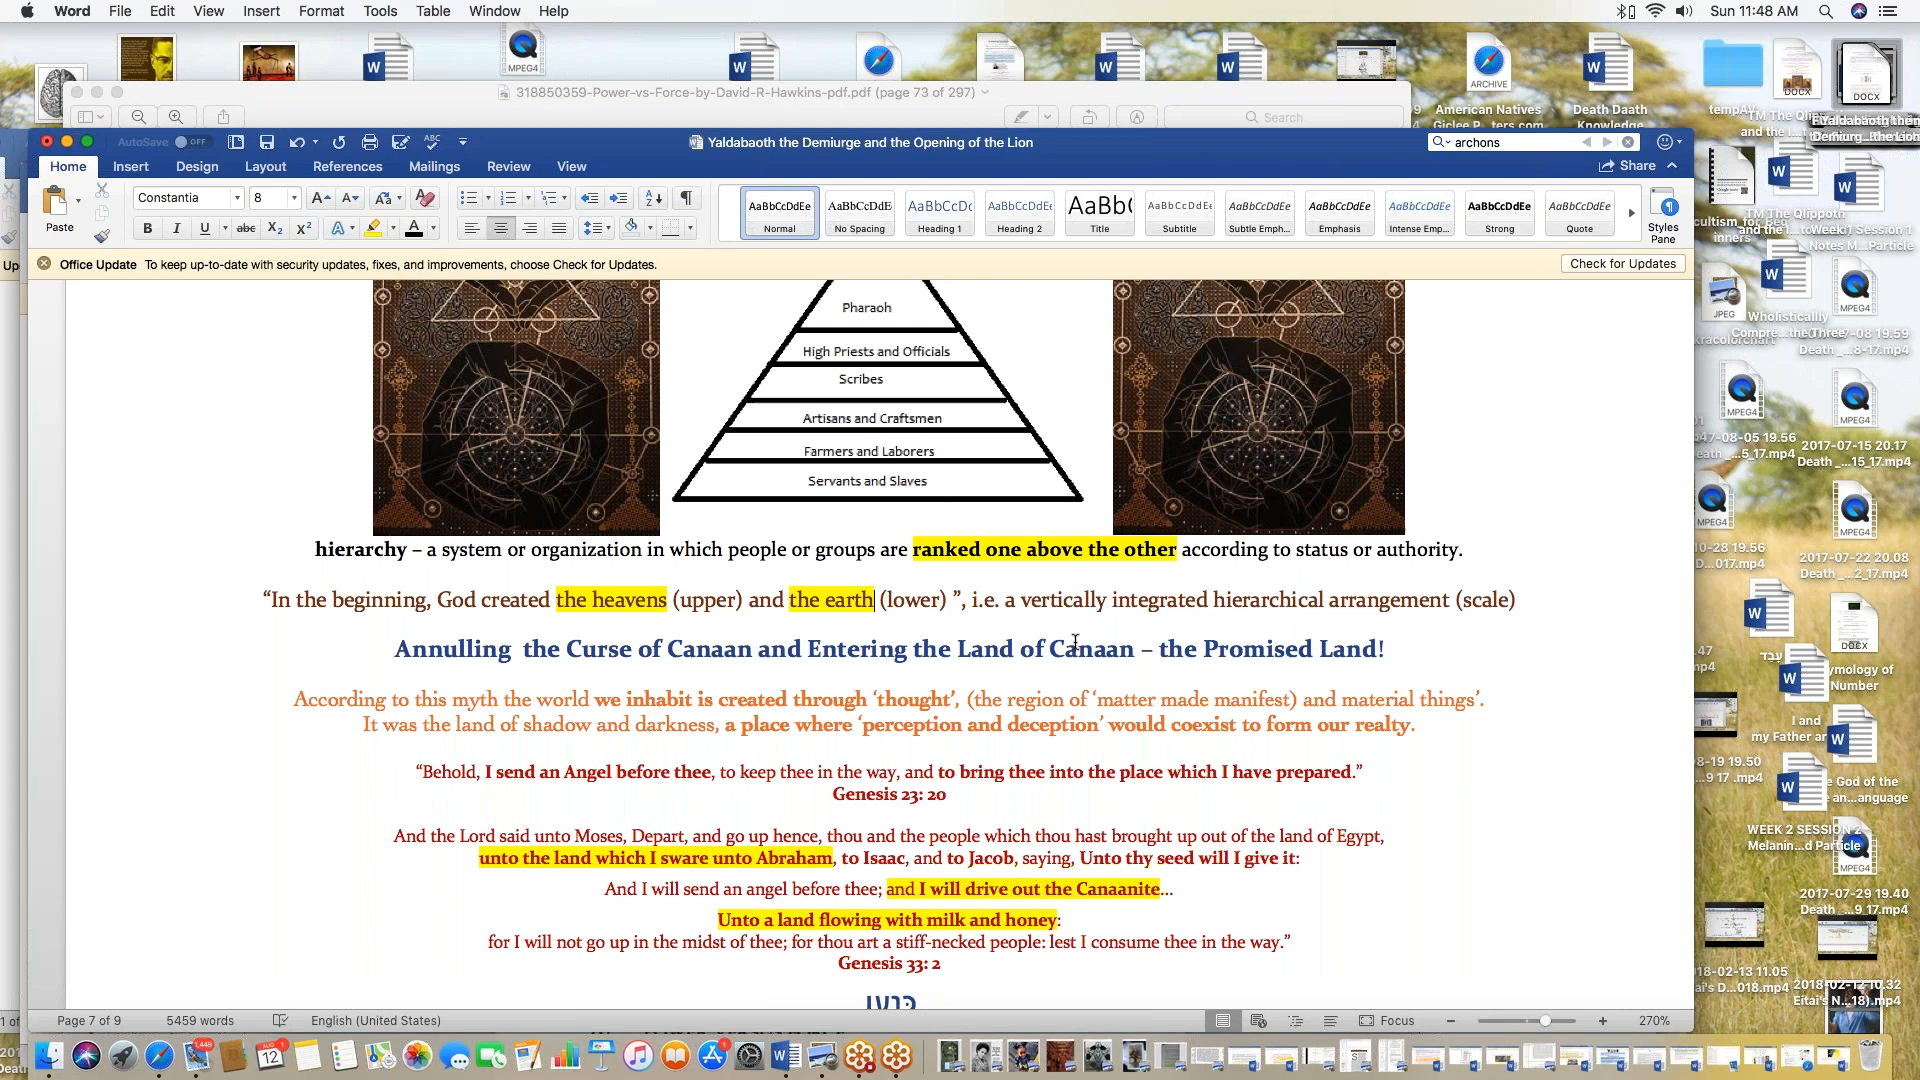 Word File Edit View Insert Format Tools Table Window Help
Sun 11:48 AM
318850359-Power-vs-Force-by-David-R-Hawkins-pdf.pdf (page 73 of 297)
Search
AutoSave OFF
Yaldabaoth the Demiurge and the Opening of the Lion
archons
Home Insert Design Layout References Mailings Review View
Share
Paste
Constantia 8
AaBbCcDdEe Normal
No Spacing
Heading 1
Heading 2
Title
Subtitle
Subtle Emph...
Emphasis
Intense Emp...
Strong
Quote
Styles Pane
Office Update To keep up-to-date with security updates, fixes, and improvements, choose Check for Updates.
Check for Updates
Pharaoh
High Priests and Officials
Scribes
Artisans and Craftsmen
Farmers and Laborers
Servants and Slaves
hierarchy – a system or organization in which people or groups are ranked one above the other according to status or authority.
“In the beginning, God created the heavens (upper) and the earth (lower) ”, i.e. a vertically integrated hierarchical arrangement (scale)
Annulling the Curse of Canaan and Entering the Land of Canaan – the Promised Land!
According to this myth the world we inhabit is created through ‘thought’, (the region of ‘matter made manifest) and material things’.
It was the land of shadow and darkness, a place where ‘perception and deception’ would coexist to form our realty.
“Behold, I send an Angel before thee, to keep thee in the way, and to bring thee into the place which I have prepared.”
Genesis 23: 20
And the Lord said unto Moses, Depart, and go up hence, thou and the people which thou hast brought up out of the land of Egypt,
unto the land which I sware unto Abraham, to Isaac, and to Jacob, saying, Unto thy seed will I give it:
And I will send an angel before thee; and I will drive out the Canaanite...
Unto a land flowing with milk and honey:
for I will not go up in the midst of thee; for thou art a stiff-necked people: lest I consume thee in the way.”
Genesis 33: 2
כנען
Page 7 of 9 5459 words English (United States)
Focus
270%
MPEG4
ARCHIVE
American Natives
Death Daath
Knowledge
DOCX
DOCX
JPEG
MPEG4
2017-07-15 20.17
2017-07-22 20.08
2017-07-29 19.40
WEEK 2 SESSION 2